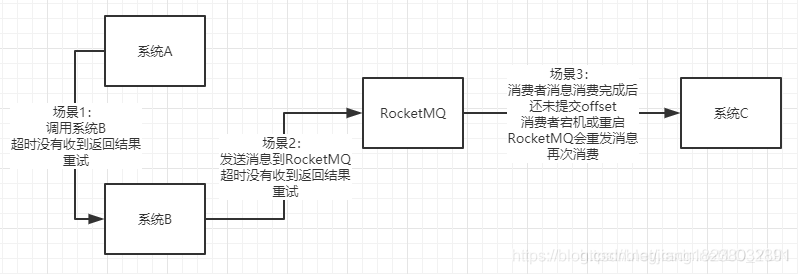 系统A
场景1:
调用系统B
超时没有收到返回结果
重试
系统B
场景2:
发送消息到RocketMQ
超时没有收到返回结果
重试
RocketMQ
场景3:
消费者消息消费完成后
还未提交offset
消费者宕机或重启
RocketMQ会重发消息
再次消费
系统C